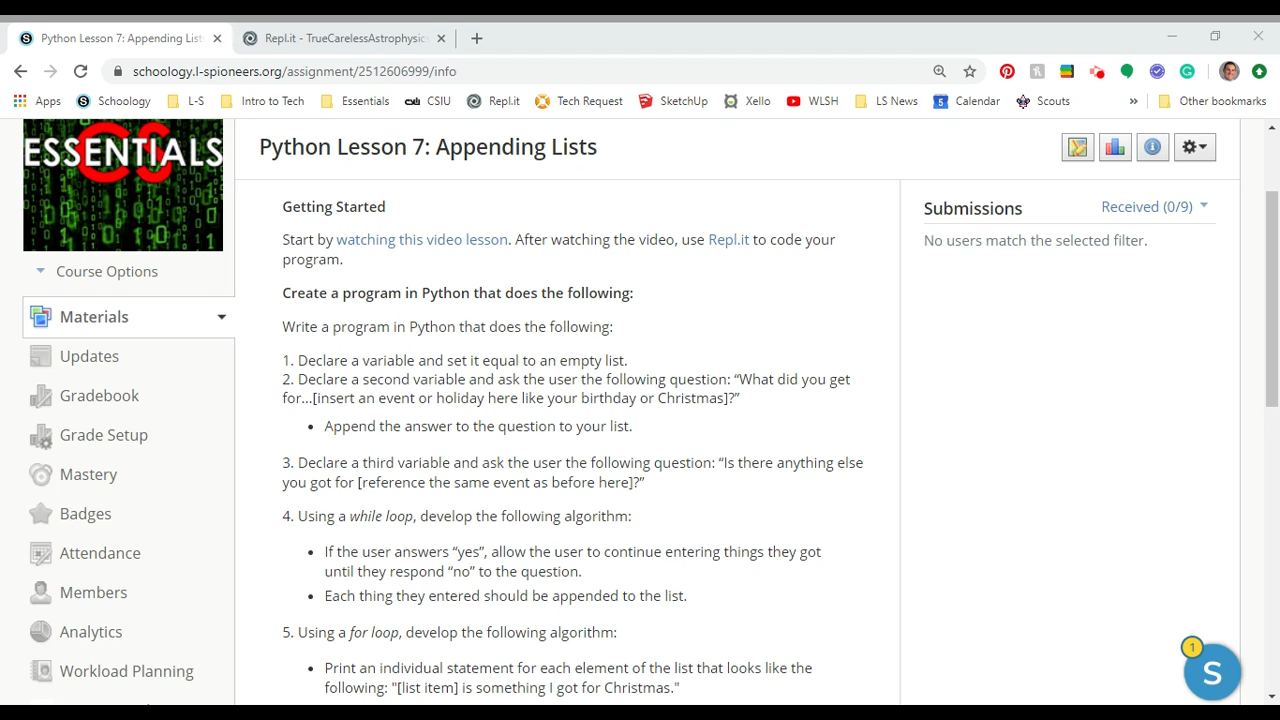 Python Lesson 7: Appending Lists
Repl.it - TrueCarelessAstrophysic
schoology.l-spioneers.org/assignment/2512606999/info
Apps Schoology L-S Intro to Tech Essentials CSIU Repl.it Tech Request SketchUp Xello WLSH LS News 5 Calendar Scouts » Other bookmarks
CS
ESSENTIALS
Python Lesson 7: Appending Lists
Course Options
Materials
Updates
Gradebook
Grade Setup
Mastery
Badges
Attendance
Members
Analytics
Workload Planning
Getting Started
Start by watching this video lesson. After watching the video, use Repl.it to code your
program.
Create a program in Python that does the following:
Write a program in Python that does the following:
1. Declare a variable and set it equal to an empty list.
2. Declare a second variable and ask the user the following question: “What did you get
for...[insert an event or holiday here like your birthday or Christmas]?”
• Append the answer to the question to your list.
3. Declare a third variable and ask the user the following question: “Is there anything else
you got for [reference the same event as before here]?”
4. Using a while loop, develop the following algorithm:
• If the user answers “yes”, allow the user to continue entering things they got
until they respond “no” to the question.
• Each thing they entered should be appended to the list.
5. Using a for loop, develop the following algorithm:
• Print an individual statement for each element of the list that looks like the
following: "[list item] is something I got for Christmas."
Submissions
Received (0/9)
No users match the selected filter.
1
S